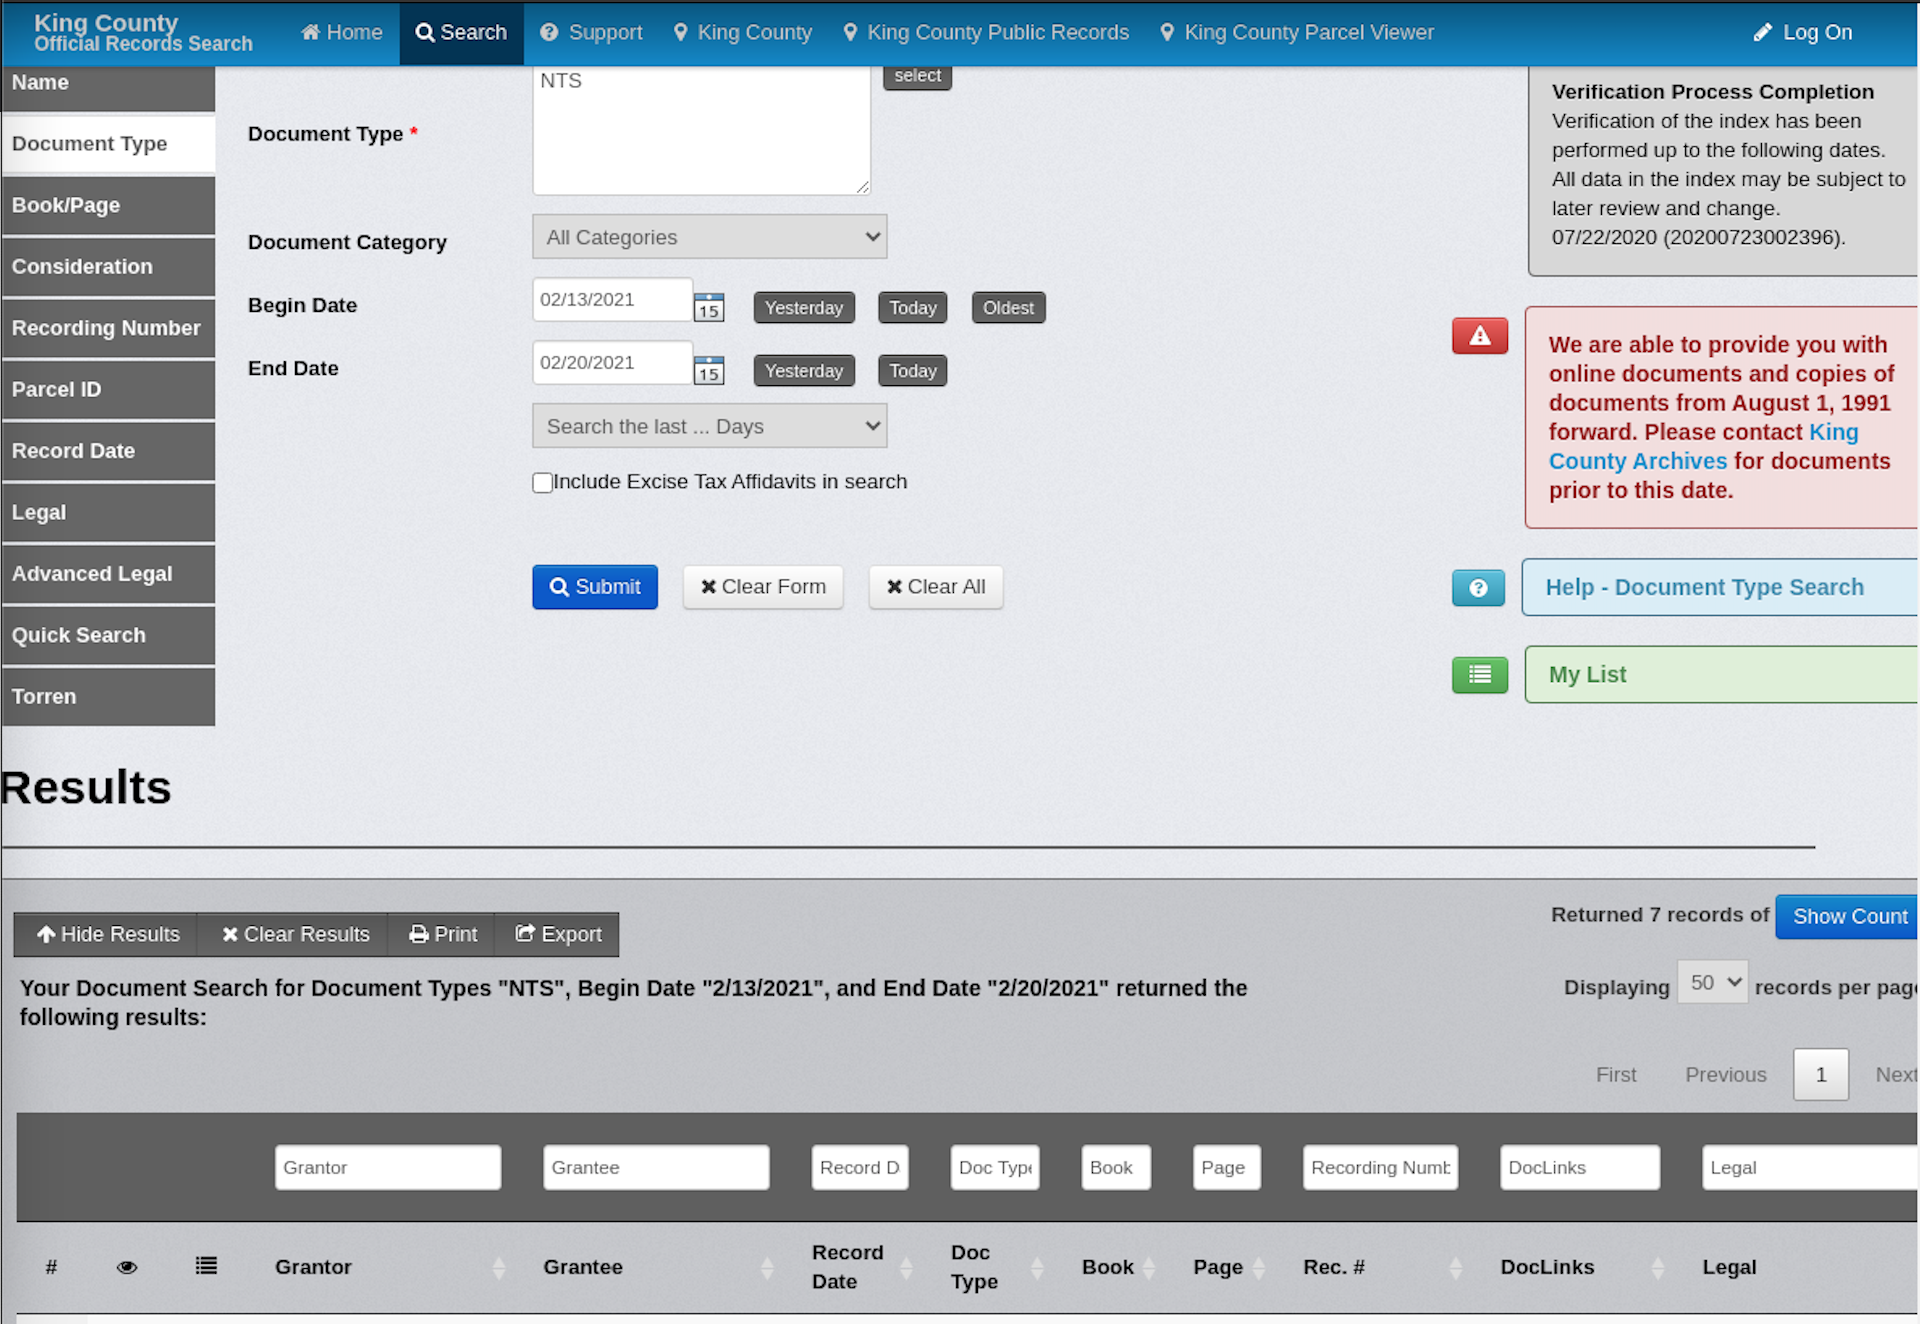 King County
Official Records Search
Home
Search
Support
King County
King County Public Records
King County Parcel Viewer
Log On
Name
Document Type
Book/Page
Consideration
Recording Number
Parcel ID
Record Date
Legal
Advanced Legal
Quick Search
Torren
Document Type *
NTS
select
Document Category
All Categories
Begin Date
02/13/2021
15
Yesterday
Today
Oldest
End Date
02/20/2021
15
Yesterday
Today
Search the last ... Days
Include Excise Tax Affidavits in search
Submit
Clear Form
Clear All
Verification Process Completion
Verification of the index has been
performed up to the following dates.
All data in the index may be subject to
later review and change.
07/22/2020 (20200723002396).
We are able to provide you with
online documents and copies of
documents from August 1, 1991
forward. Please contact King
County Archives for documents
prior to this date.
Help - Document Type Search
My List
Results
Hide Results
Clear Results
Print
Export
Returned 7 records of Show Count
Your Document Search for Document Types "NTS", Begin Date "2/13/2021", and End Date "2/20/2021" returned the
following results:
Displaying 50 records per page
First
Previous
1
Next
Grantor
Grantee
Record D
Doc Type
Book
Page
Recording Numb
DocLinks
Legal
#
Grantor
Grantee
Record
Date
Doc
Type
Book
Page
Rec. #
DocLinks
Legal